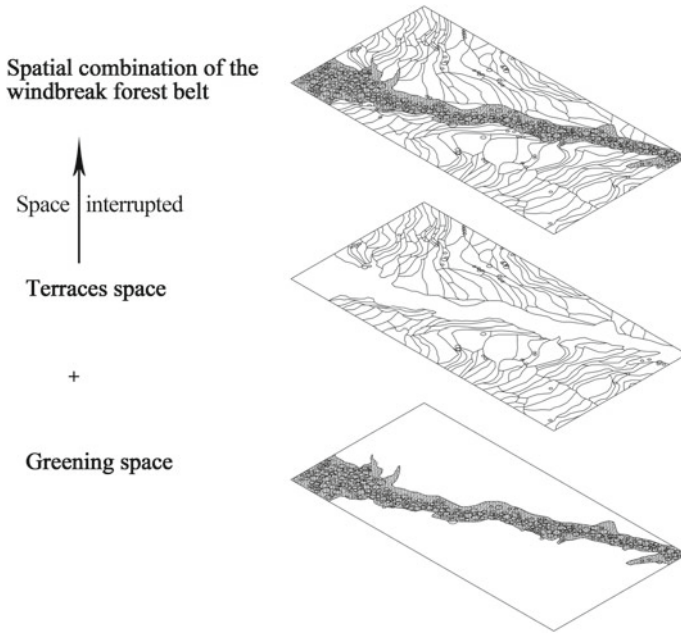 Spatial combination of the
windbreak forest belt
Space interrupted
Terraces space
+
Greening space